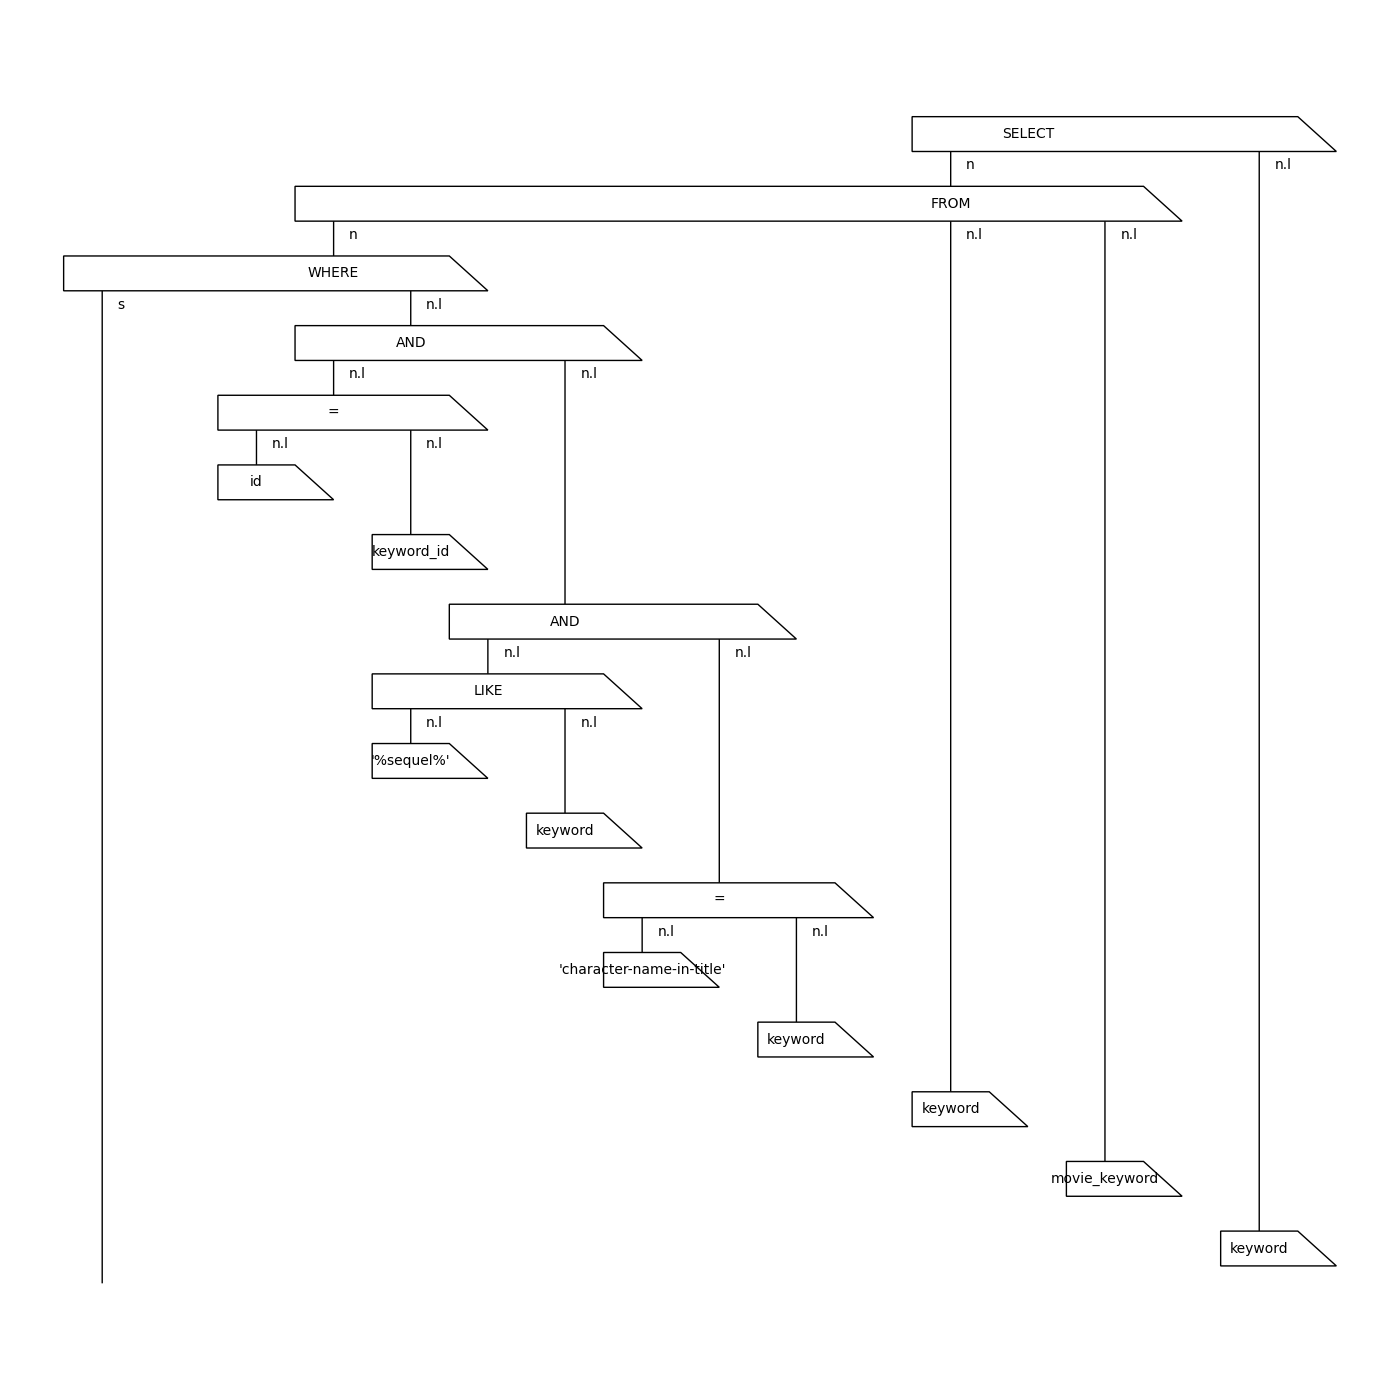 SELECT
n n.l
FROM
n n.l n.l
WHERE
s n.l
AND
n.l n.l
=
n.l n.l
id
keyword_id
AND
n.l n.l
LIKE
n.l n.l
'%sequel%'
keyword
=
n.l n.l
'character-name-in-title'
keyword
keyword
movie_keyword
keyword